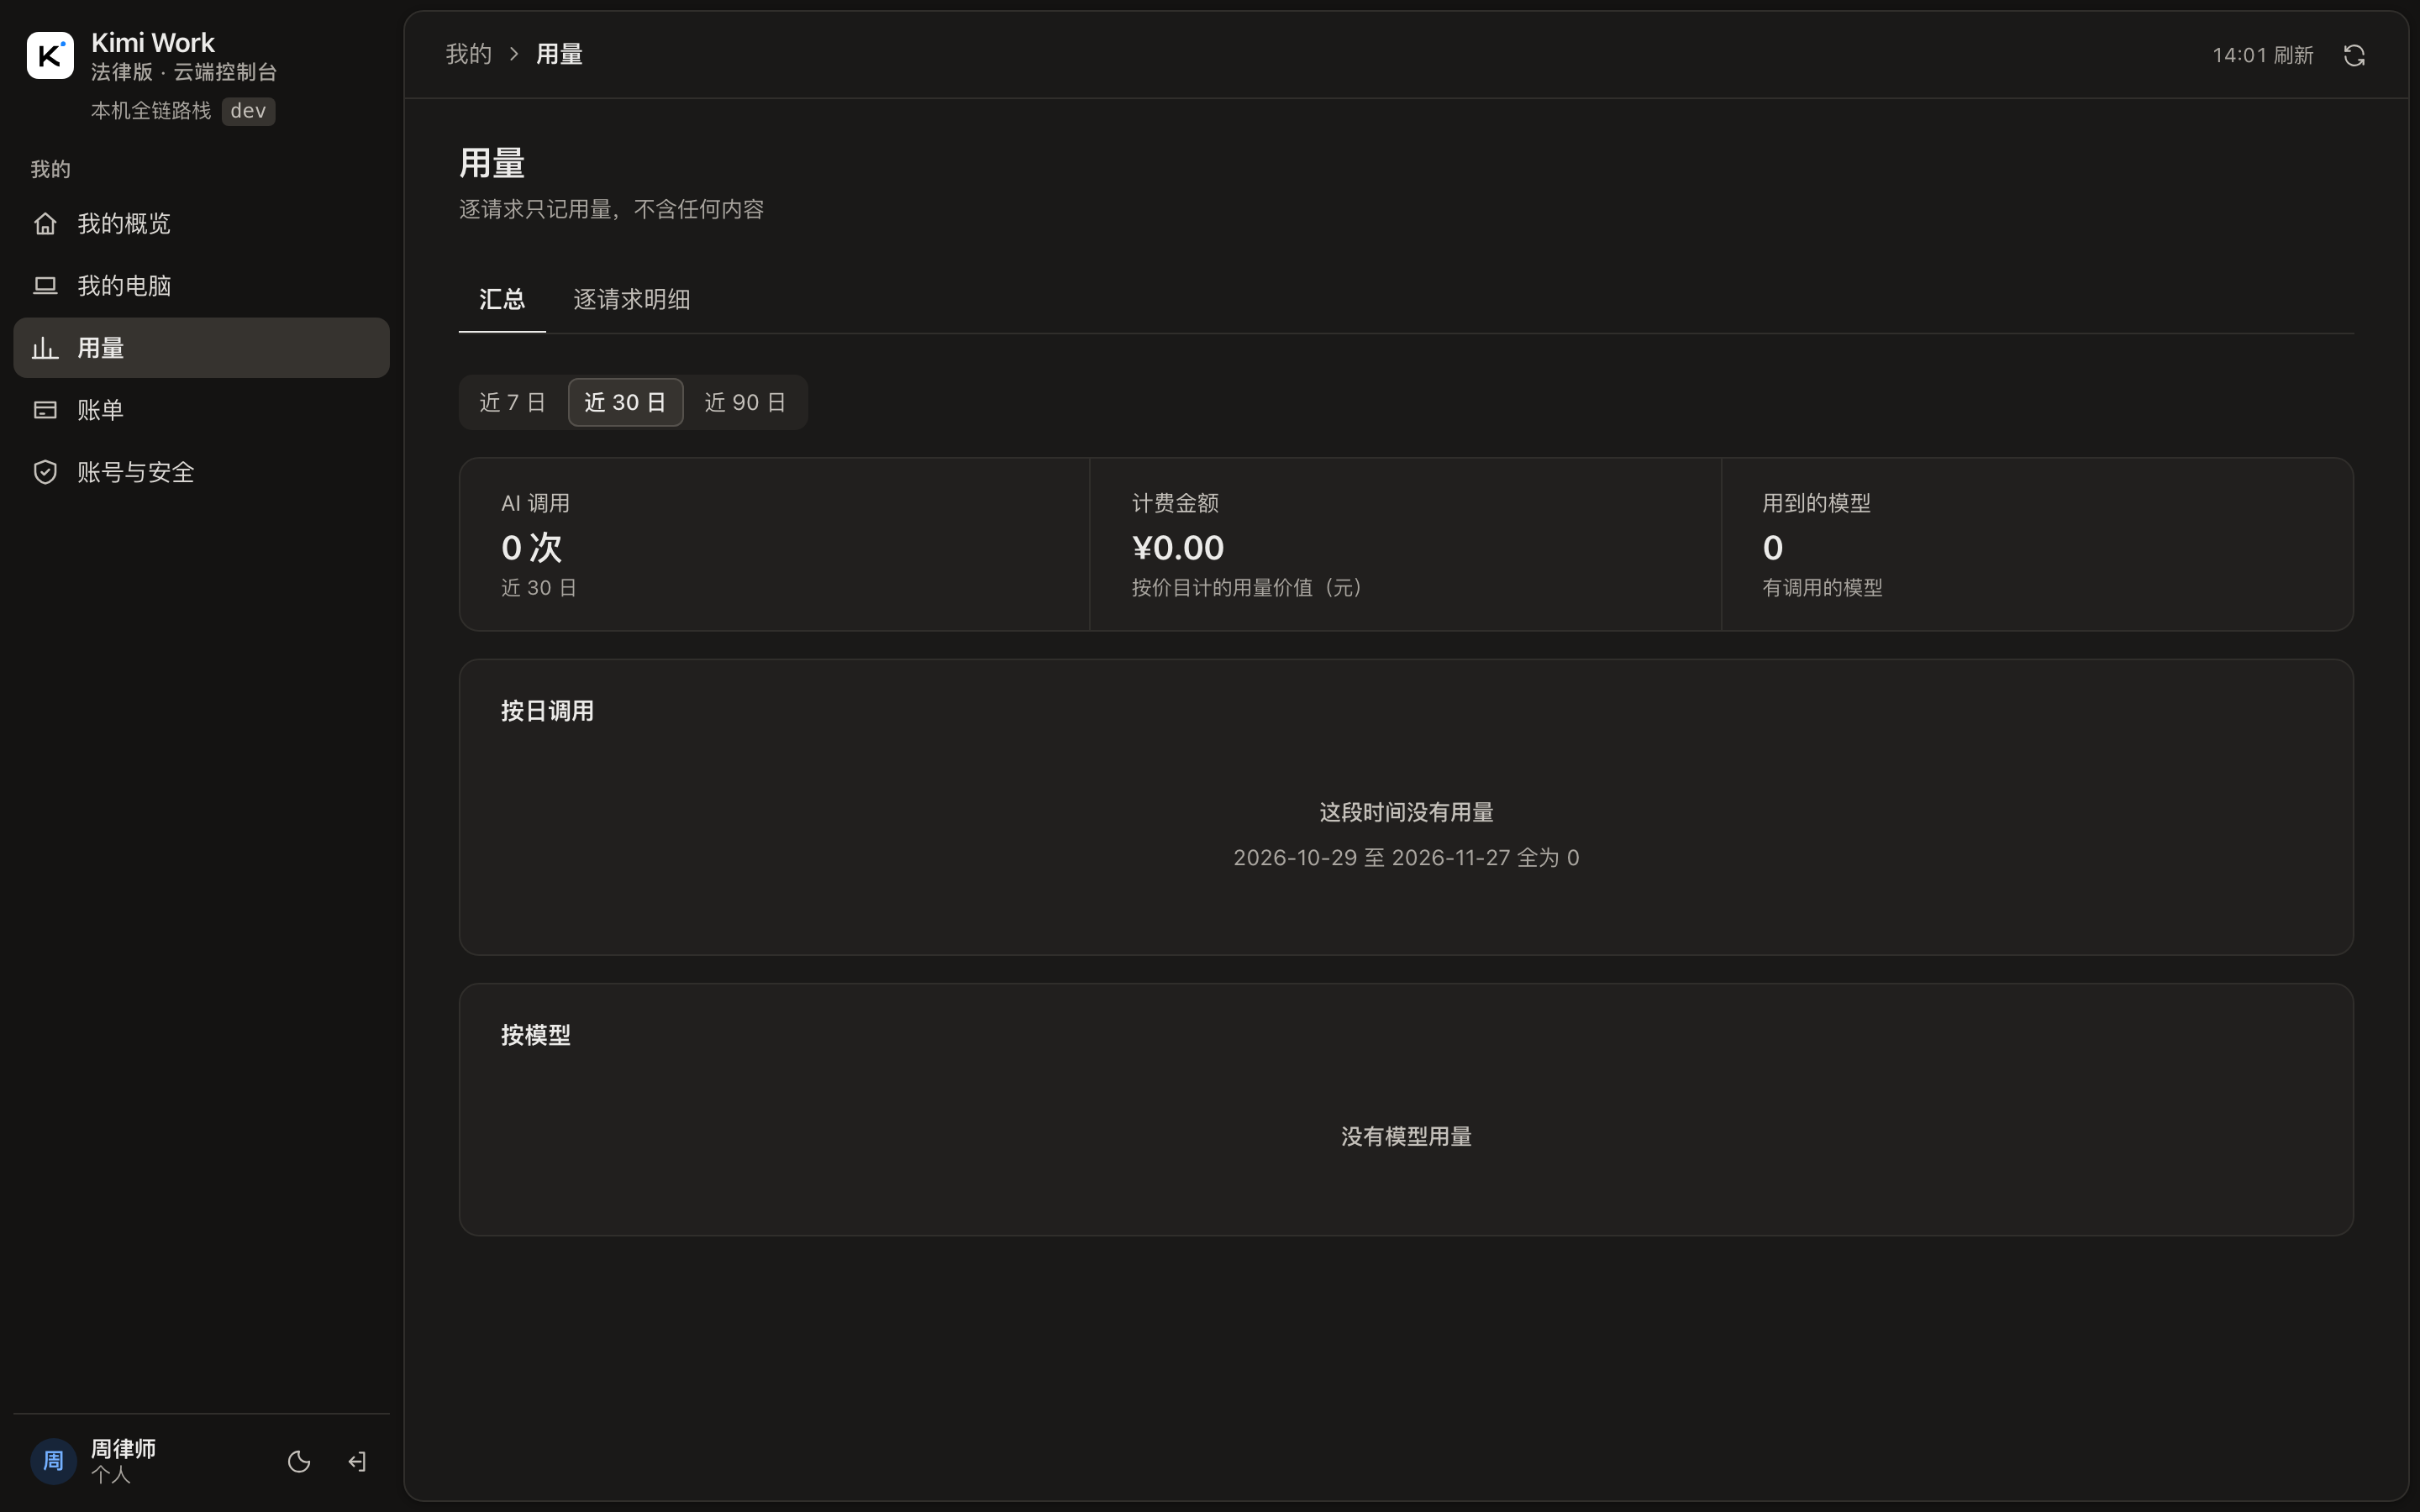 Kimi Work
法律版 · 云端控制台
本机全链路栈 dev
我的
我的概览
我的电脑
用量
账单
账号与安全
周
周律师
个人
我的 > 用量
14:01 刷新
用量
逐请求只记用量，不含任何内容
汇总 逐请求明细
近 7 日 近 30 日 近 90 日
AI 调用
0 次
近 30 日
计费金额
¥0.00
按价目计的用量价值（元）
用到的模型
0
有调用的模型
按日调用
这段时间没有用量
2026-10-29 至 2026-11-27 全为 0
按模型
没有模型用量